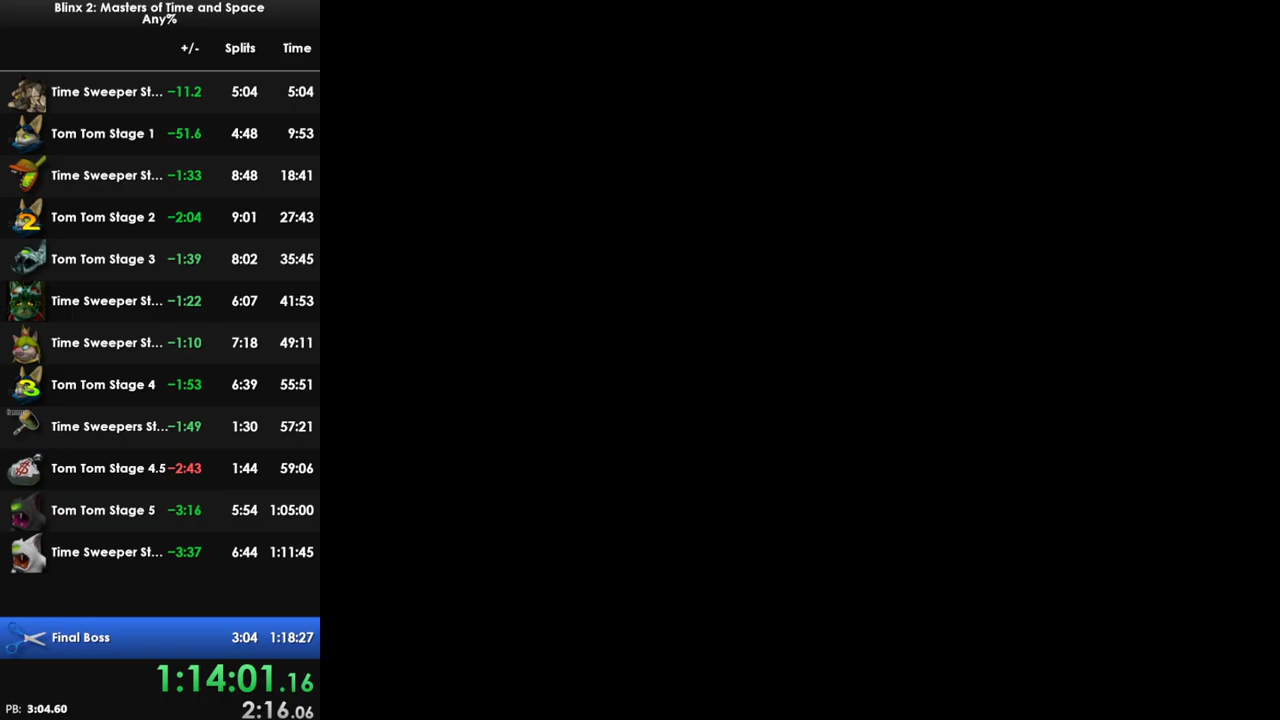 Blinx 2: Masters of Time and Space
Any%
+/- Splits Time
Time Sweeper St... −11.2 5:04 5:04
Tom Tom Stage 1 −51.6 4:48 9:53
Time Sweeper St... −1:33 8:48 18:41
Tom Tom Stage 2 −2:04 9:01 27:43
Tom Tom Stage 3 −1:39 8:02 35:45
Time Sweeper St... −1:22 6:07 41:53
Time Sweeper St... −1:10 7:18 49:11
Tom Tom Stage 4 −1:53 6:39 55:51
Time Sweepers St... −1:49 1:30 57:21
Tom Tom Stage 4.5 −2:43 1:44 59:06
Tom Tom Stage 5 −3:16 5:54 1:05:00
Time Sweeper St... −3:37 6:44 1:11:45
Final Boss 3:04 1:18:27
1:14:01.16
PB: 3:04.60 2:16.06